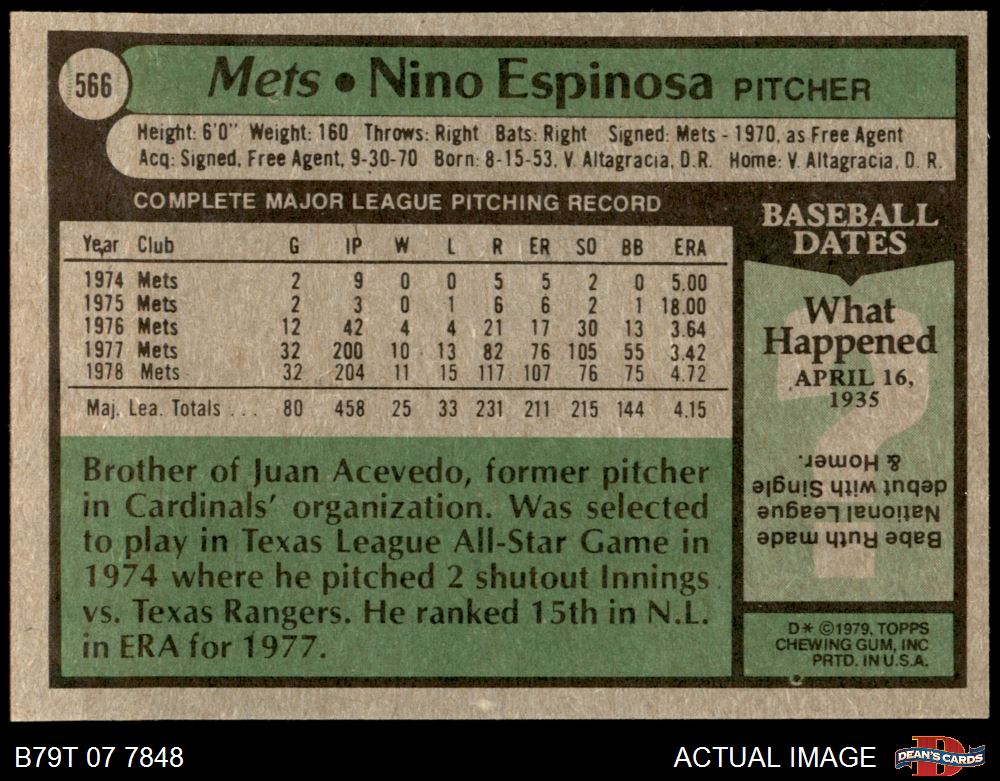 566
Mets • Nino Espinosa PITCHER
Height: 6'0" Weight: 160 Throws: Right Bats: Right Signed: Mets - 1970, as Free Agent
Acq: Signed, Free Agent, 9-30-70 Born: 8-15-53, V. Altagracia, D.R. Home: V. Altagracia, D. R.
COMPLETE MAJOR LEAGUE PITCHING RECORD
Year Club G IP W L R ER SO BB ERA
1974 Mets 2 9 0 0 5 5 2 0 5.00
1975 Mets 2 3 0 1 6 6 2 1 18.00
1976 Mets 12 42 4 4 21 17 30 13 3.64
1977 Mets 32 200 10 13 82 76 105 55 3.42
1978 Mets 32 204 11 15 117 107 76 75 4.72
Maj. Lea. Totals ... 80 458 25 33 231 211 215 144 4.15
Brother of Juan Acevedo, former pitcher
in Cardinals' organization. Was selected
to play in Texas League All-Star Game in
1974 where he pitched 2 shutout Innings
vs. Texas Rangers. He ranked 15th in N.L.
in ERA for 1977.
BASEBALL
DATES
What
Happened
APRIL 16,
1935
Babe Ruth made
National League
debut with Single
& Homer.
D* ©1979, TOPPS
CHEWING GUM, INC
PRTD. IN U.S.A.
B79T 07 7848
ACTUAL IMAGE
D
DEAN'S CARDS